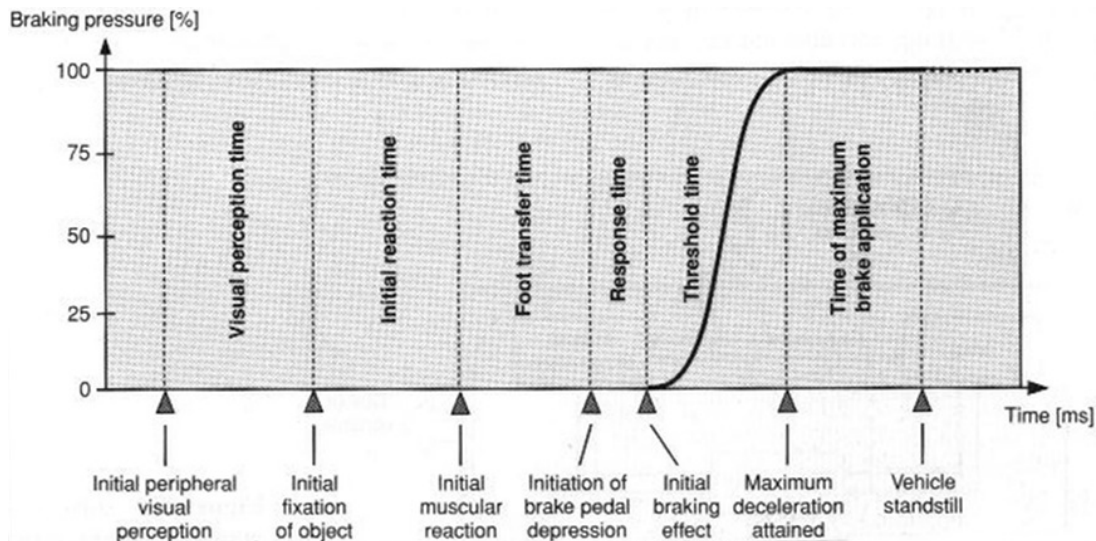 Braking pressure [%]
100
75
50
25
0
Visual perception time
Initial reaction time
Foot transfer time
Response time
Threshold time
Time of maximum
brake application
Time [ms]
Initial peripheral
visual
perception
Initial
fixation
of object
Initial
muscular
reaction
Initiation of
brake pedal
depression
Initial
braking
effect
Maximum
deceleration
attained
Vehicle
standstill